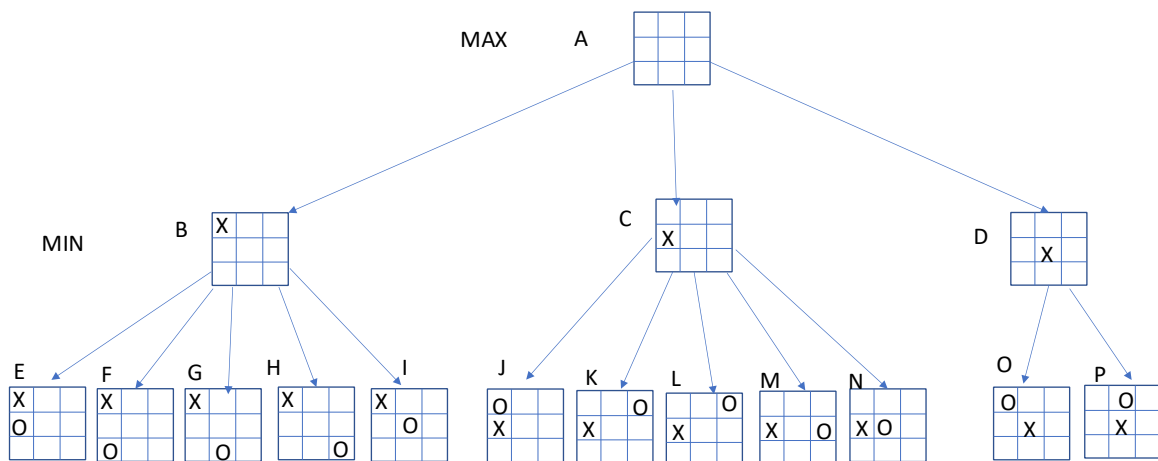 MAX A
B C D
X
X
X
MIN
E F G H I J K L M N O P
X X X X X O O O O X O O
O O X X X O X O X X
O O O